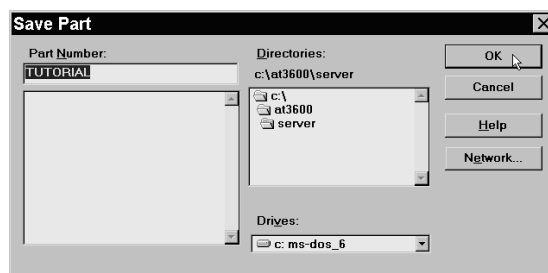 Save Part
Part Number:
TUTORIAL
Directories:
c:\at3600\server
c:\
at3600
server
Drives:
c: ms-dos_6
OK
Cancel
Help
Network...